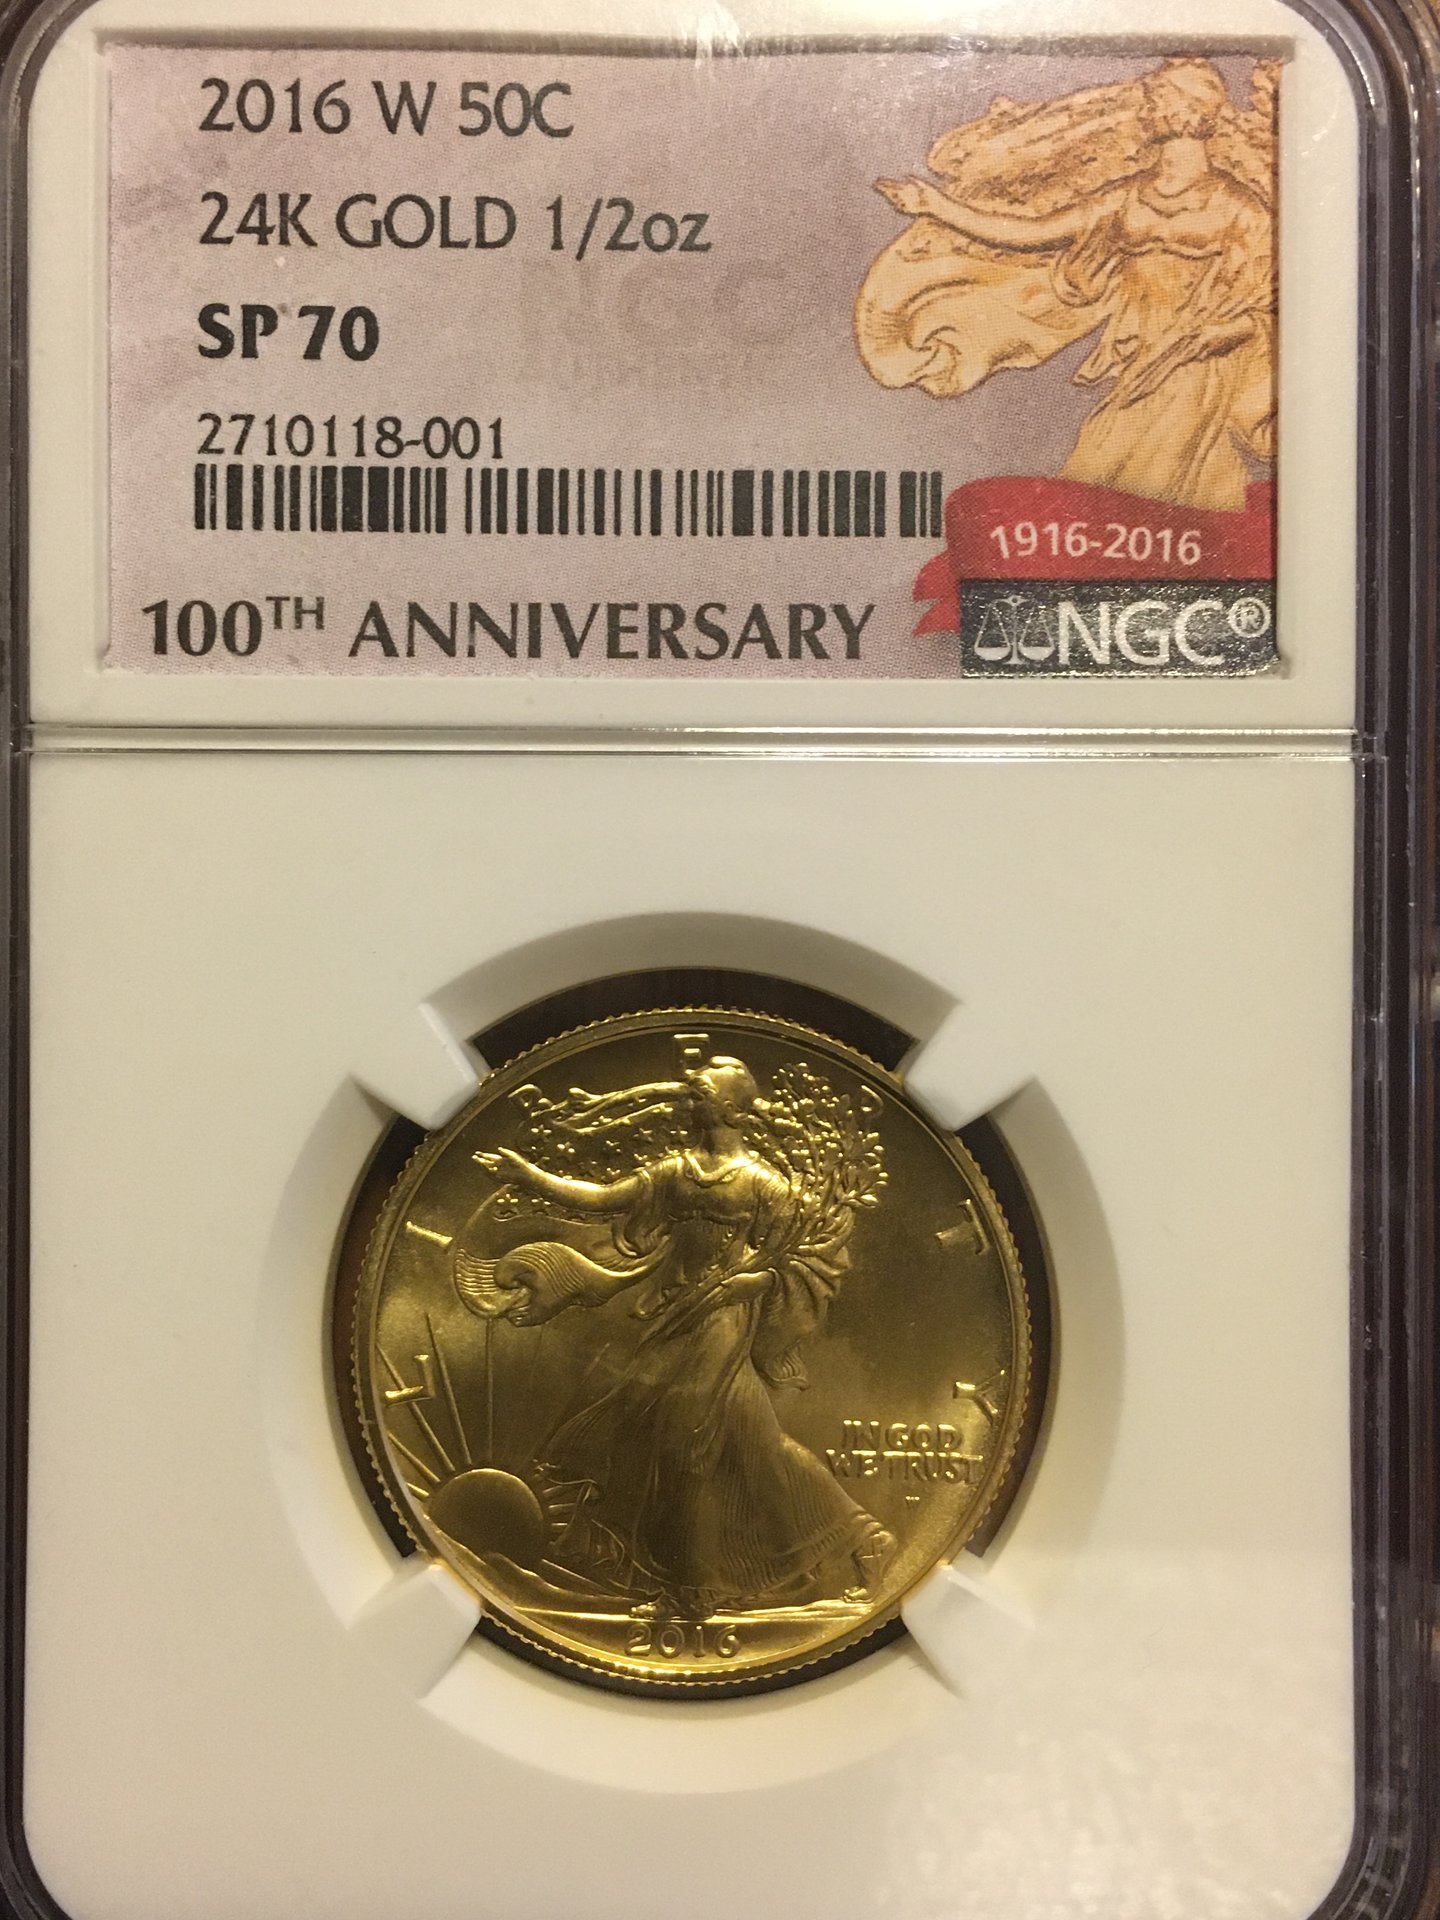 2016 W 50C
24K GOLD 1/2oz
SP 70
2710118-001
100TH ANNIVERSARY
1916-2016
NGC®
LIBERTY
IN GOD
WE TRUST
W
2016